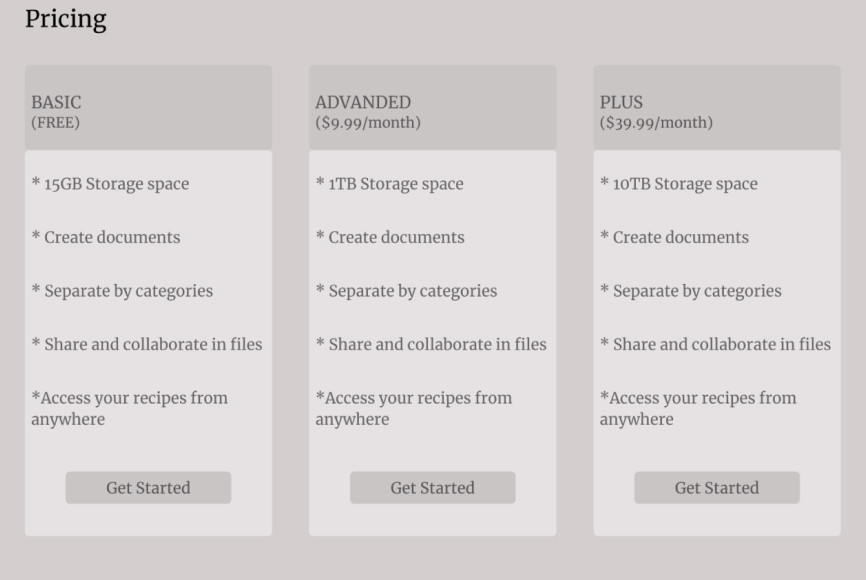 Pricing
BASIC
(FREE)
* 15GB Storage space
* Create documents
* Separate by categories
* Share and collaborate in files
*Access your recipes from
anywhere
Get Started
ADVANDED
($9.99/month)
* 1TB Storage space
* Create documents
* Separate by categories
* Share and collaborate in files
*Access your recipes from
anywhere
Get Started
PLUS
($39.99/month)
* 10TB Storage space
* Create documents
* Separate by categories
* Share and collaborate in files
*Access your recipes from
anywhere
Get Started